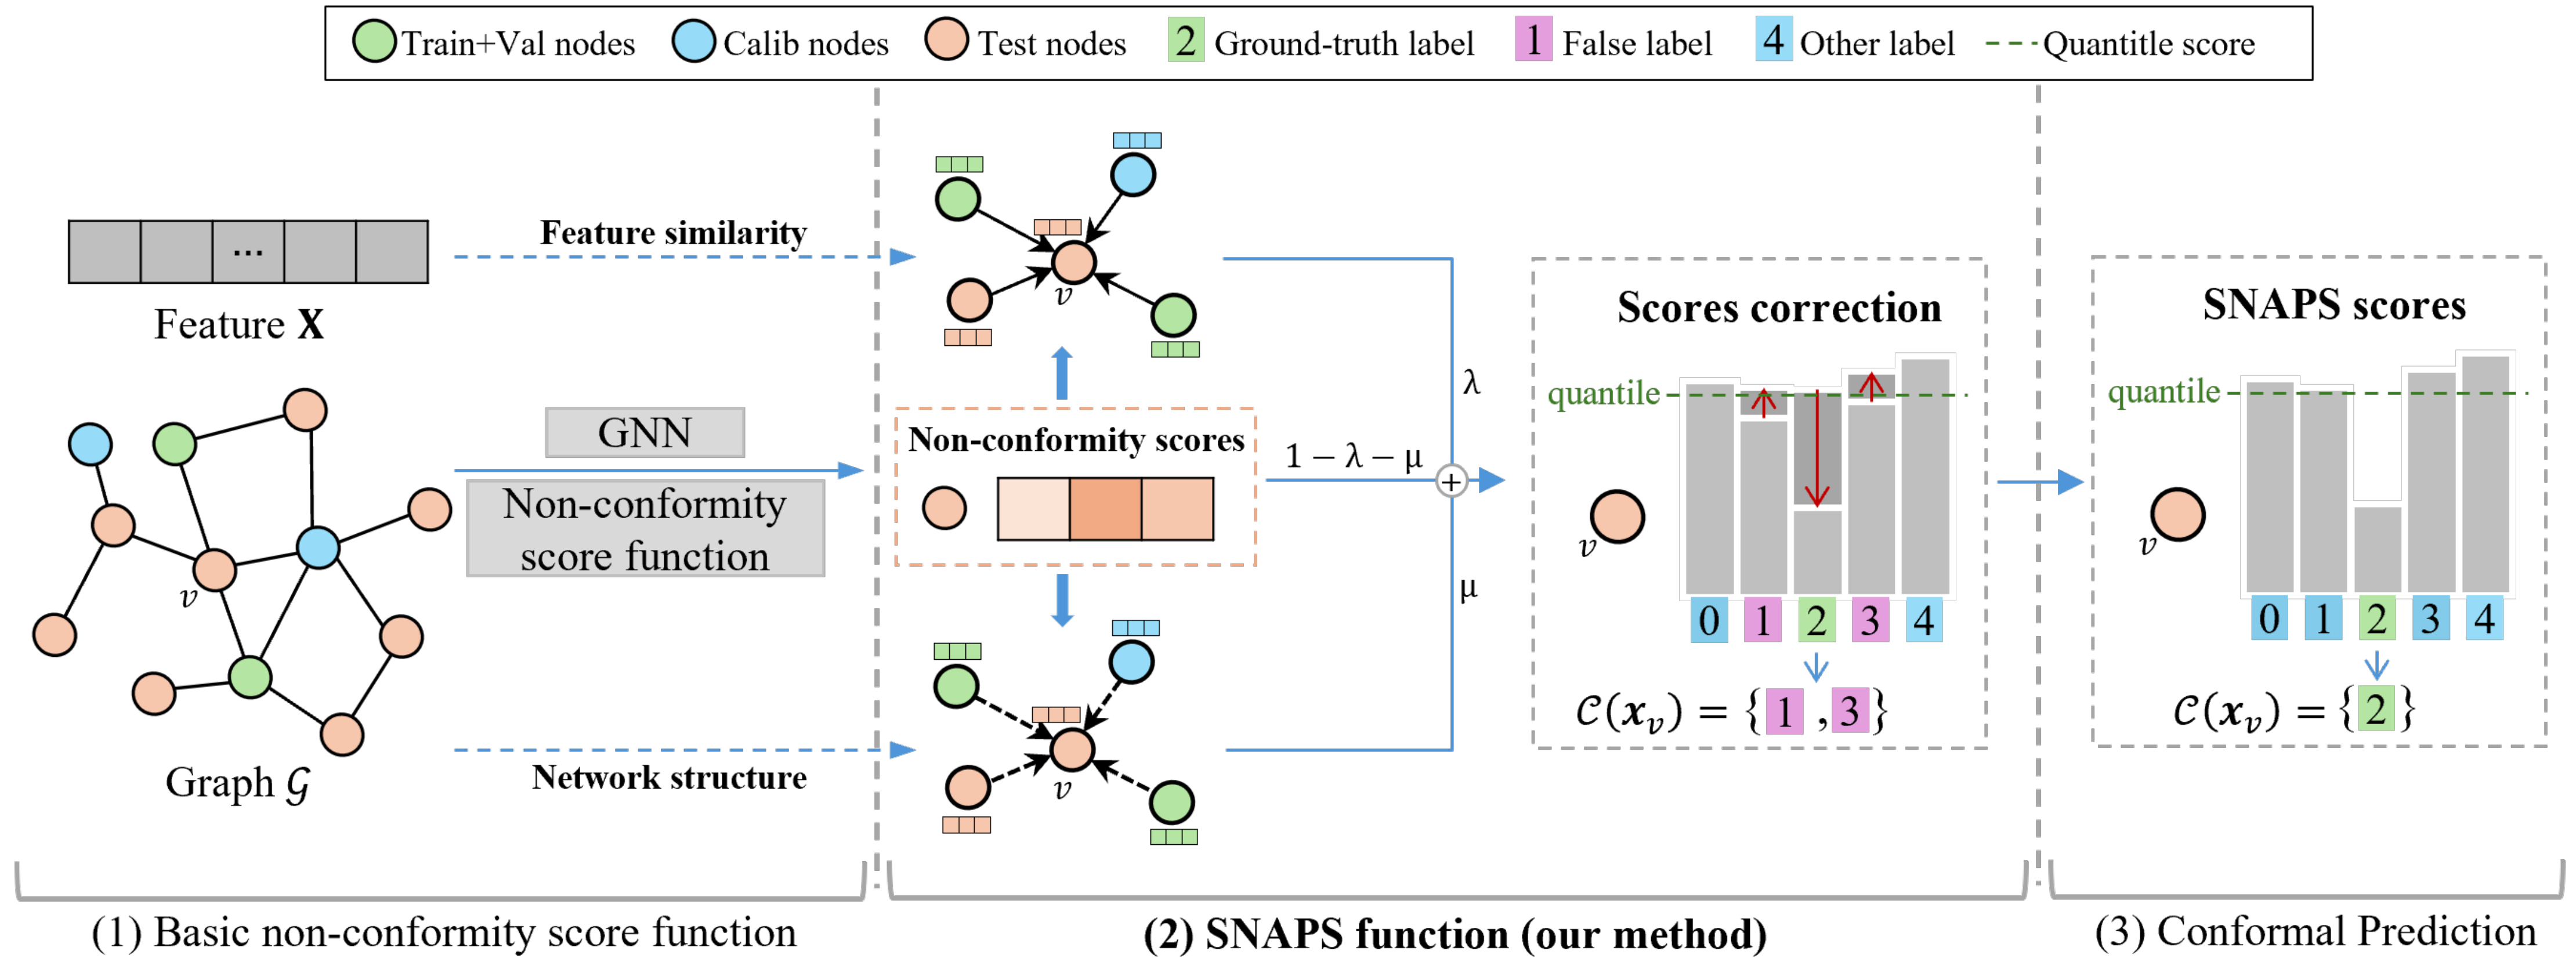 Train+Val nodes Calib nodes Test nodes 2 Ground-truth label 1 False label 4 Other label Quantitle score
Feature similarity
...
Feature X
v
GNN
Non-conformity
score function
v
Graph 𝒢
Network structure
Non-conformity scores
v
λ
1 − λ − μ
+
μ
Scores correction
quantile
v
0 1 2 3 4
𝒞(𝒙ᵥ) = {1 ,3}
SNAPS scores
quantile
v
0 1 2 3 4
𝒞(𝒙ᵥ) = {2}
(1) Basic non-conformity score function
(2) SNAPS function (our method)
(3) Conformal Prediction